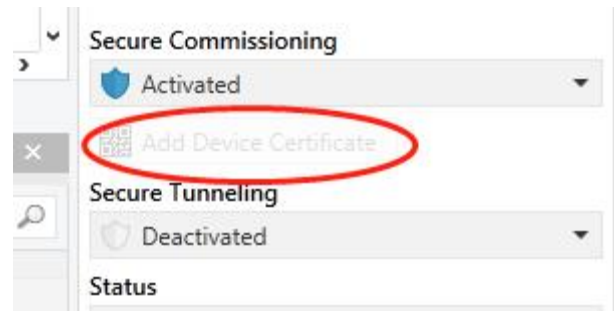 Secure Commissioning
Activated
Add Device Certificate
Secure Tunneling
Deactivated
Status